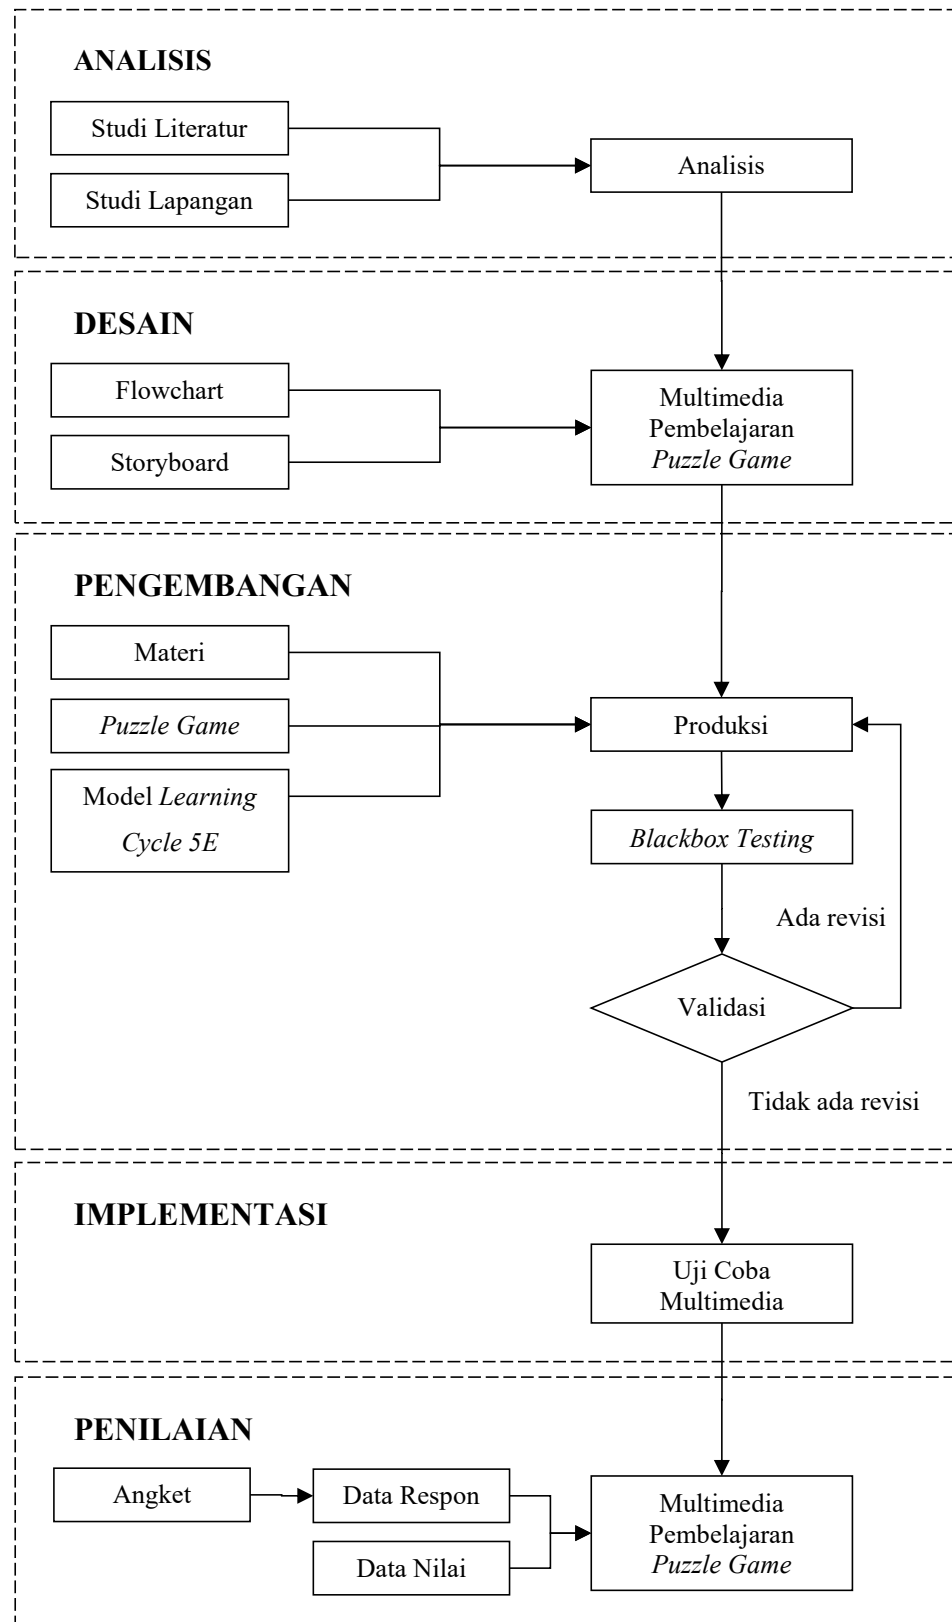 ANALISIS
Studi Literatur
Studi Lapangan
Analisis
DESAIN
Flowchart
Storyboard
Multimedia
Pembelajaran
Puzzle Game
PENGEMBANGAN
Materi
Puzzle Game
Model Learning
Cycle 5E
Produksi
Blackbox Testing
Ada revisi
Validasi
Tidak ada revisi
IMPLEMENTASI
Uji Coba
Multimedia
PENILAIAN
Angket
Data Respon
Data Nilai
Multimedia
Pembelajaran
Puzzle Game